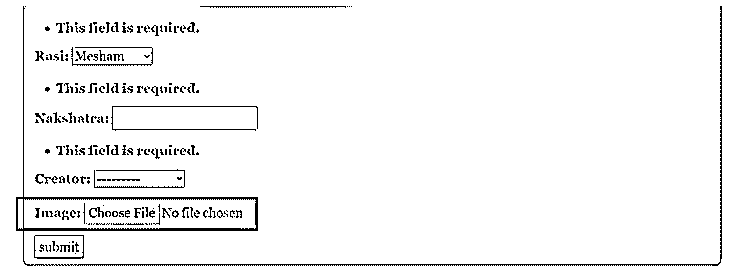 • This field is required.
Rasi: Mesham
• This field is required.
Nakshatra:
• This field is required.
Creator: ---------
Image: Choose File No file chosen
submit